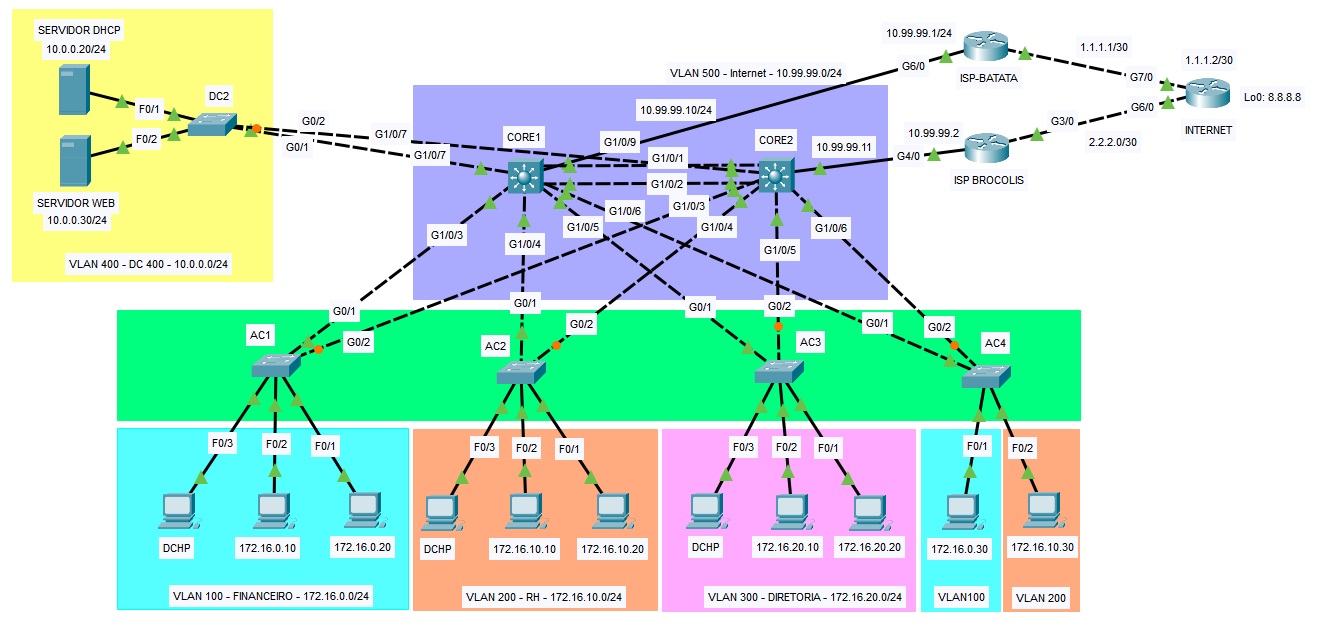 SERVIDOR DHCP
10.0.0.20/24
DC2
F0/1
F0/2
G0/2
G0/1
SERVIDOR WEB
10.0.0.30/24
VLAN 400 - DC 400 - 10.0.0.0/24
G1/0/7
G1/0/7
VLAN 500 - Internet - 10.99.99.0/24
10.99.99.10/24
CORE1
G1/0/9
CORE2
G1/0/1
G1/0/2
10.99.99.11
10.99.99.1/24
G6/0
ISP-BATATA
1.1.1.1/30
1.1.1.2/30
G7/0
G6/0
Lo0: 8.8.8.8
INTERNET
10.99.99.2
G4/0
G3/0
2.2.2.0/30
ISP BROCOLIS
G1/0/3
G1/0/4
G1/0/5
G1/0/6
G1/0/3
G1/0/4
G1/0/5
G1/0/6
G0/1
G0/2
AC1
G0/1
G0/2
AC2
G0/1
G0/2
AC3
G0/1
G0/2
AC4
F0/3
F0/2
F0/1
F0/3
F0/2
F0/1
F0/3
F0/2
F0/1
F0/1
F0/2
DCHP
172.16.0.10
172.16.0.20
DCHP
172.16.10.10
172.16.10.20
DCHP
172.16.20.10
172.16.20.20
172.16.0.30
172.16.10.30
VLAN 100 - FINANCEIRO - 172.16.0.0/24
VLAN 200 - RH - 172.16.10.0/24
VLAN 300 - DIRETORIA - 172.16.20.0/24
VLAN100
VLAN 200